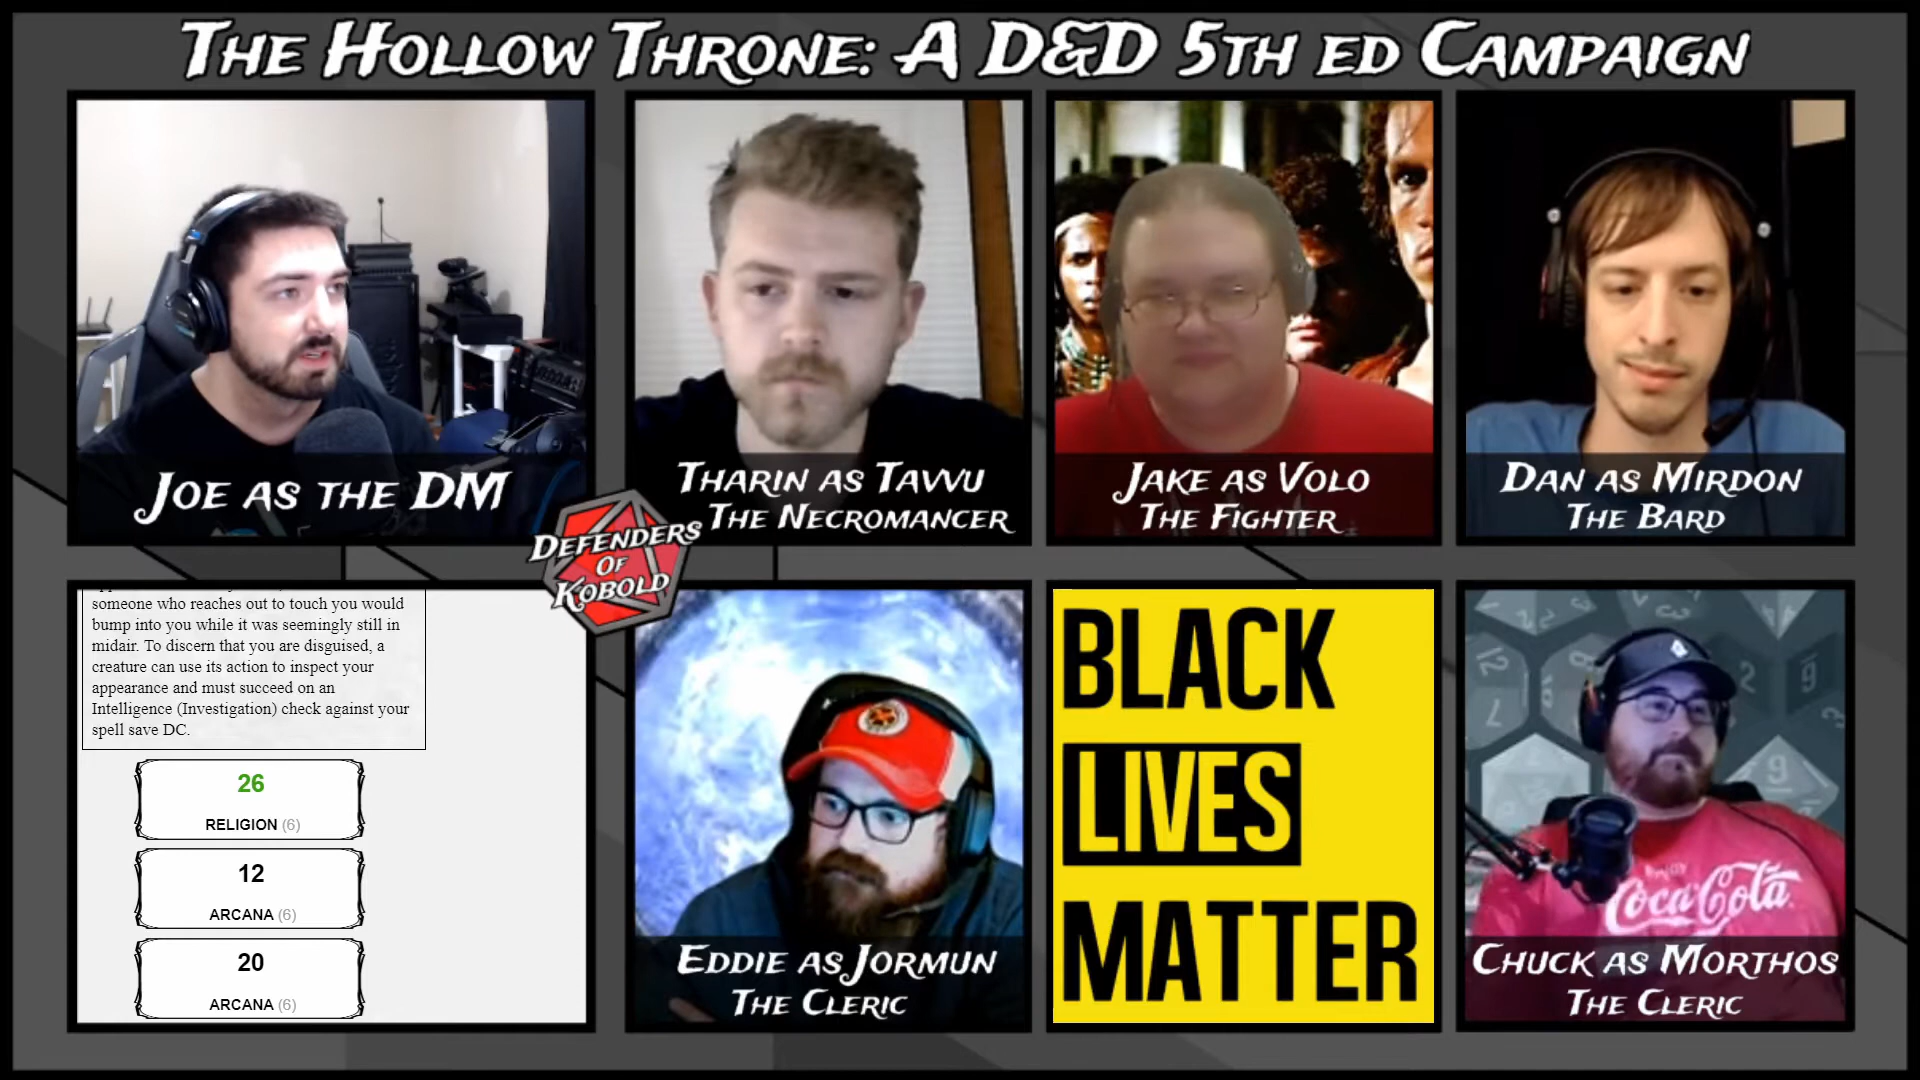 The Hollow Throne: A D&D 5th ed Campaign
Joe as the DM
Tharin as Tavvu
The Necromancer
Jake as Volo
The Fighter
Dan as Mirdon
The Bard
Defenders
Of
Kobold
someone who reaches out to touch you would
bump into you while it was seemingly still in
midair. To discern that you are disguised, a
creature can use its action to inspect your
appearance and must succeed on an
Intelligence (Investigation) check against your
spell save DC.
26
RELIGION (6)
12
ARCANA (6)
20
ARCANA (6)
Eddie as Jormun
The Cleric
BLACK
LIVES
MATTER
ENJOY
Coca-Cola
Chuck as Morthos
The Cleric